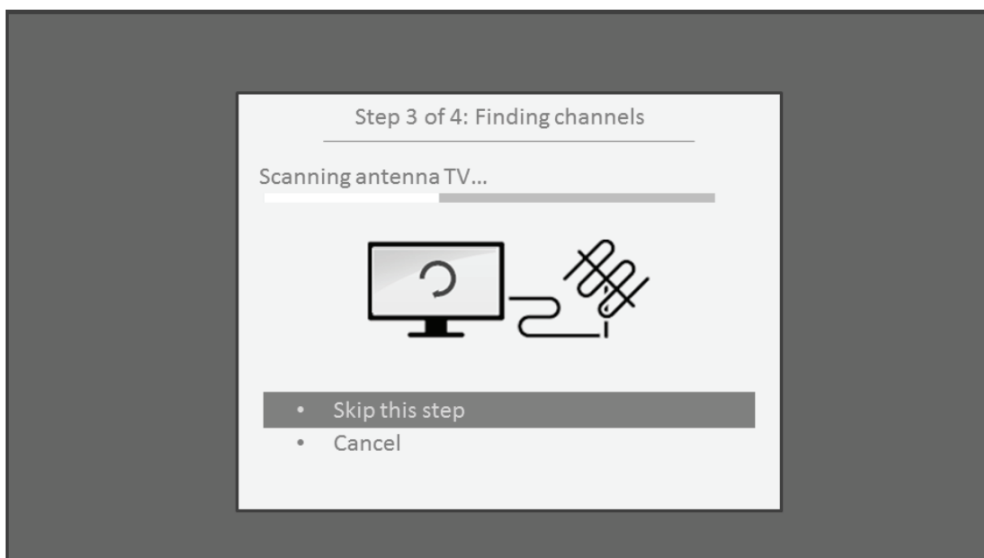 Step 3 of 4: Finding channels
Scanning antenna TV...
• Skip this step
• Cancel